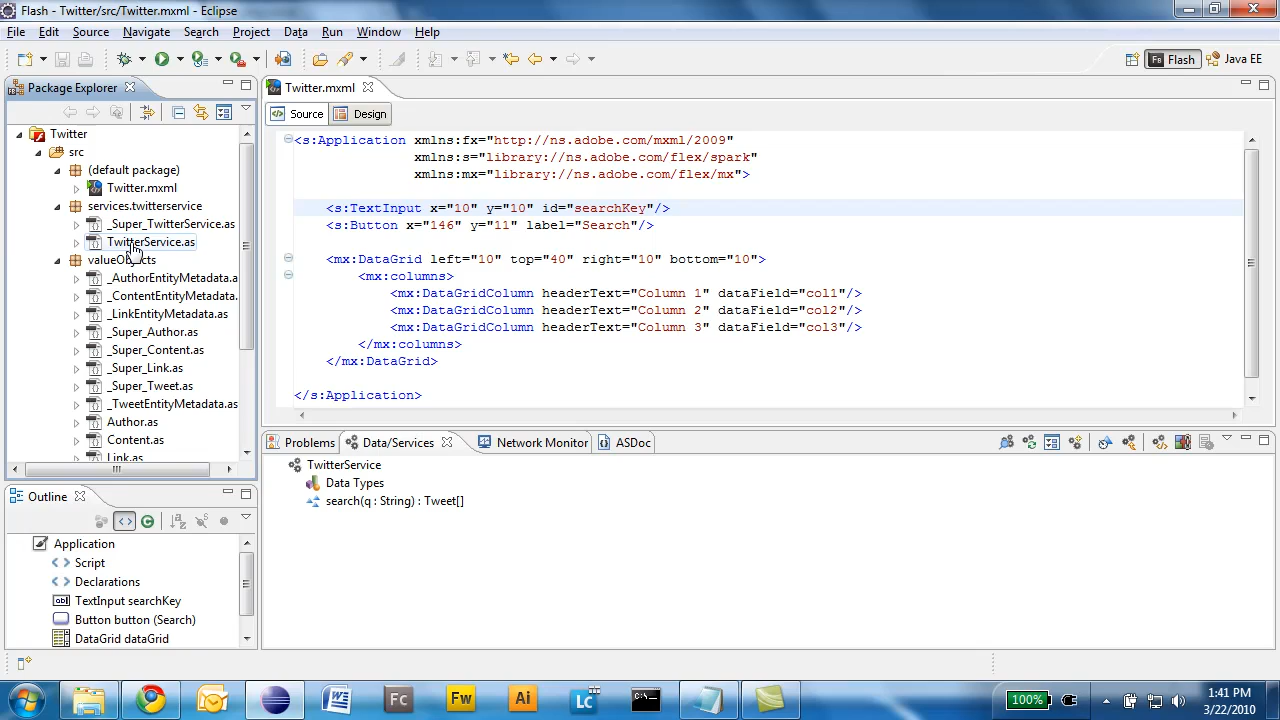 Flash - Twitter/src/Twitter.mxml - Eclipse
File Edit Source Search Navigate Search Project Data Run Window Help
Fb Flash Java EE
Package Explorer
Twitter
src
(default package)
Twitter.mxml
services.twitterservice
_Super_TwitterService.as
TwitterService.as
valueObjects
_AuthorEntityMetadata.a
_ContentEntityMetadata.
_LinkEntityMetadata.as
_Super_Author.as
_Super_Content.as
_Super_Link.as
_Super_Tweet.as
_TweetEntityMetadata.as
Author.as
Content.as
Link.as
Twitter.mxml
Source Design
<s:Application xmlns:fx="http://ns.adobe.com/mxml/2009"
xmlns:s="library://ns.adobe.com/flex/spark"
xmlns:mx="library://ns.adobe.com/flex/mx">
<s:TextInput x="10" y="10" id="searchKey"/>
<s:Button x="146" y="11" label="Search"/>
<mx:DataGrid left="10" top="40" right="10" bottom="10">
<mx:columns>
<mx:DataGridColumn headerText="Column 1" dataField="col1"/>
<mx:DataGridColumn headerText="Column 2" dataField="col2"/>
<mx:DataGridColumn headerText="Column 3" dataField="col3"/>
</mx:columns>
</mx:DataGrid>
</s:Application>
Problems Data/Services Network Monitor ASDoc
TwitterService
Data Types
search(q : String) : Tweet[]
Outline
Application
Script
Declarations
TextInput searchKey
Button button (Search)
DataGrid dataGrid
Fc Fw Ai LC
100%
1:41 PM
3/22/2010